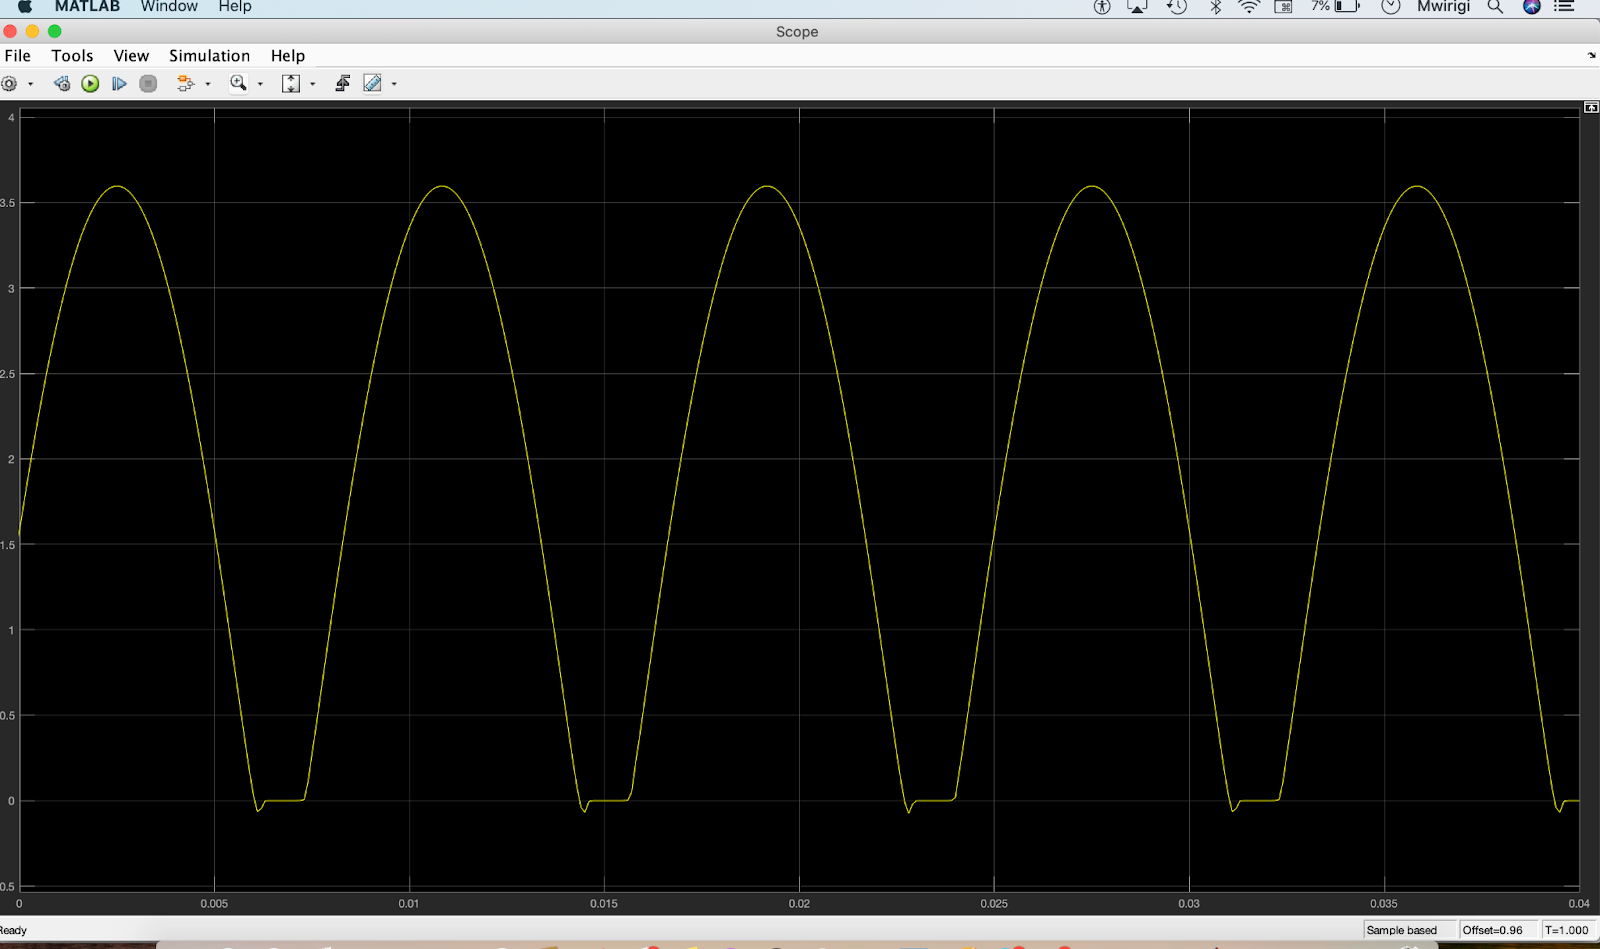 MATLAB Window Help 7% Mwirigi
Scope
File Tools View Simulation Help
4
3.5
3
2.5
2
1.5
1
0.5
0
0.5
0 0.005 0.01 0.015 0.02 0.025 0.03 0.035 0.04
Ready Sample based Offset=0.96 T=1.000